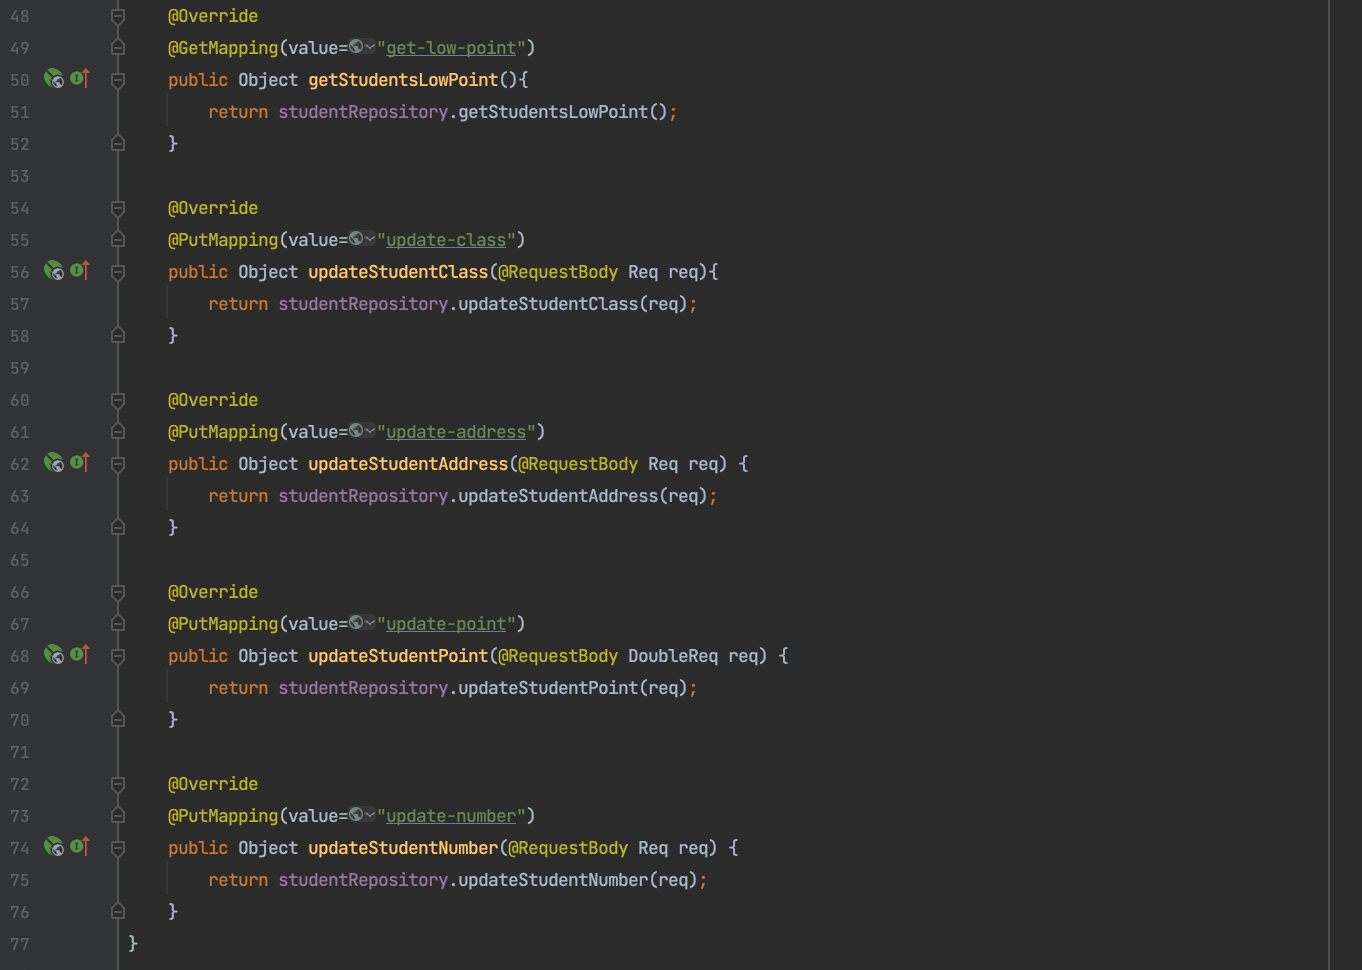 48 @Override
49 @GetMapping(value="get-low-point")
50 public Object getStudentsLowPoint(){
51 return studentRepository.getStudentsLowPoint();
52 }
53
54 @Override
55 @PutMapping(value="update-class")
56 public Object updateStudentClass(@RequestBody Req req){
57 return studentRepository.updateStudentClass(req);
58 }
59
60 @Override
61 @PutMapping(value="update-address")
62 public Object updateStudentAddress(@RequestBody Req req) {
63 return studentRepository.updateStudentAddress(req);
64 }
65
66 @Override
67 @PutMapping(value="update-point")
68 public Object updateStudentPoint(@RequestBody DoubleReq req) {
69 return studentRepository.updateStudentPoint(req);
70 }
71
72 @Override
73 @PutMapping(value="update-number")
74 public Object updateStudentNumber(@RequestBody Req req) {
75 return studentRepository.updateStudentNumber(req);
76 }
77 }